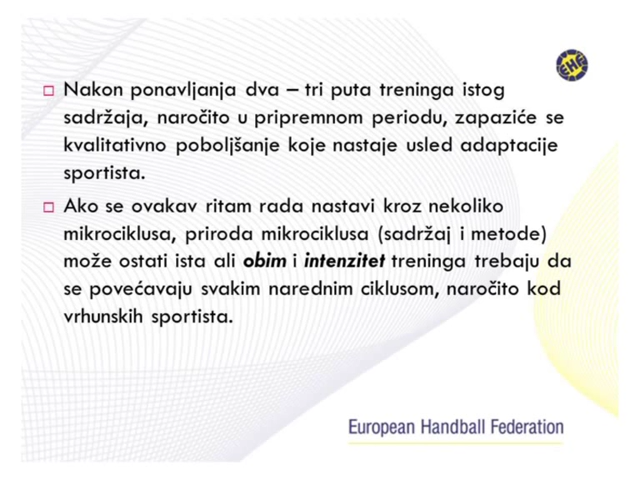 EHF
Nakon ponavljanja dva – tri puta treninga istog
sadržaja, naročito u pripremnom periodu, zapaziće se
kvalitativno poboljšanje koje nastaje usled adaptacije
sportista.
Ako se ovakav ritam rada nastavi kroz nekoliko
mikrociklusa, priroda mikrociklusa (sadržaj i metode)
može ostati ista ali obim i intenzitet treninga trebaju da
se povećavaju svakim narednim ciklusom, naročito kod
vrhunskih sportista.
European Handball Federation